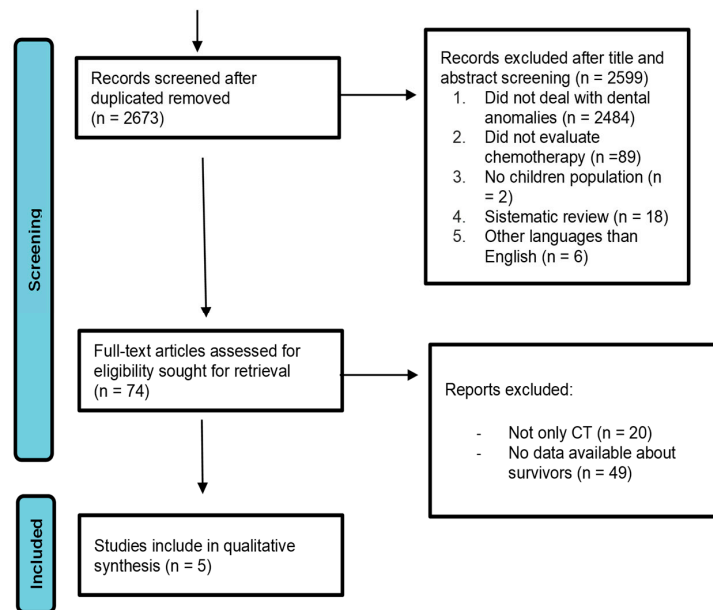 Screening
Records screened after
duplicated removed
(n = 2673)
Records excluded after title and
abstract screening (n = 2599)
1. Did not deal with dental
anomalies (n = 2484)
2. Did not evaluate
chemotherapy (n =89)
3. No children population (n
= 2)
4. Sistematic review (n = 18)
5. Other languages than
English (n = 6)
Full-text articles assessed for
eligibility sought for retrieval
(n = 74)
Reports excluded:
- Not only CT (n = 20)
- No data available about
survivors (n = 49)
Included
Studies include in qualitative
synthesis (n = 5)